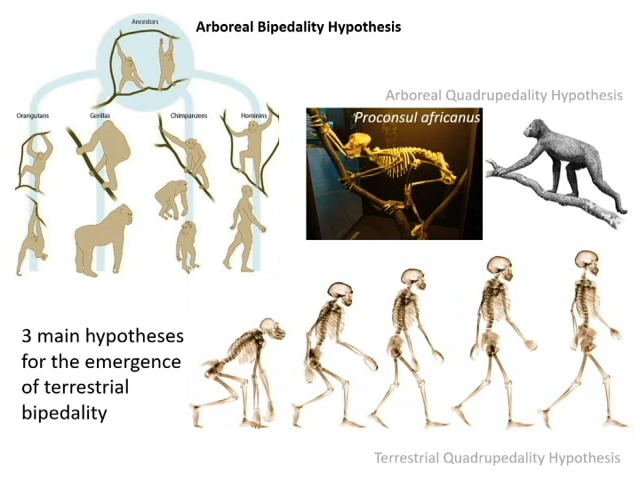 Ancestors
Arboreal Bipedality Hypothesis
Arboreal Quadrupedality Hypothesis
Orangutans
Gorillas
Chimpanzees
Hominins
Proconsul africanus
3 main hypotheses
for the emergence
of terrestrial
bipedality
Terrestrial Quadrupedality Hypothesis